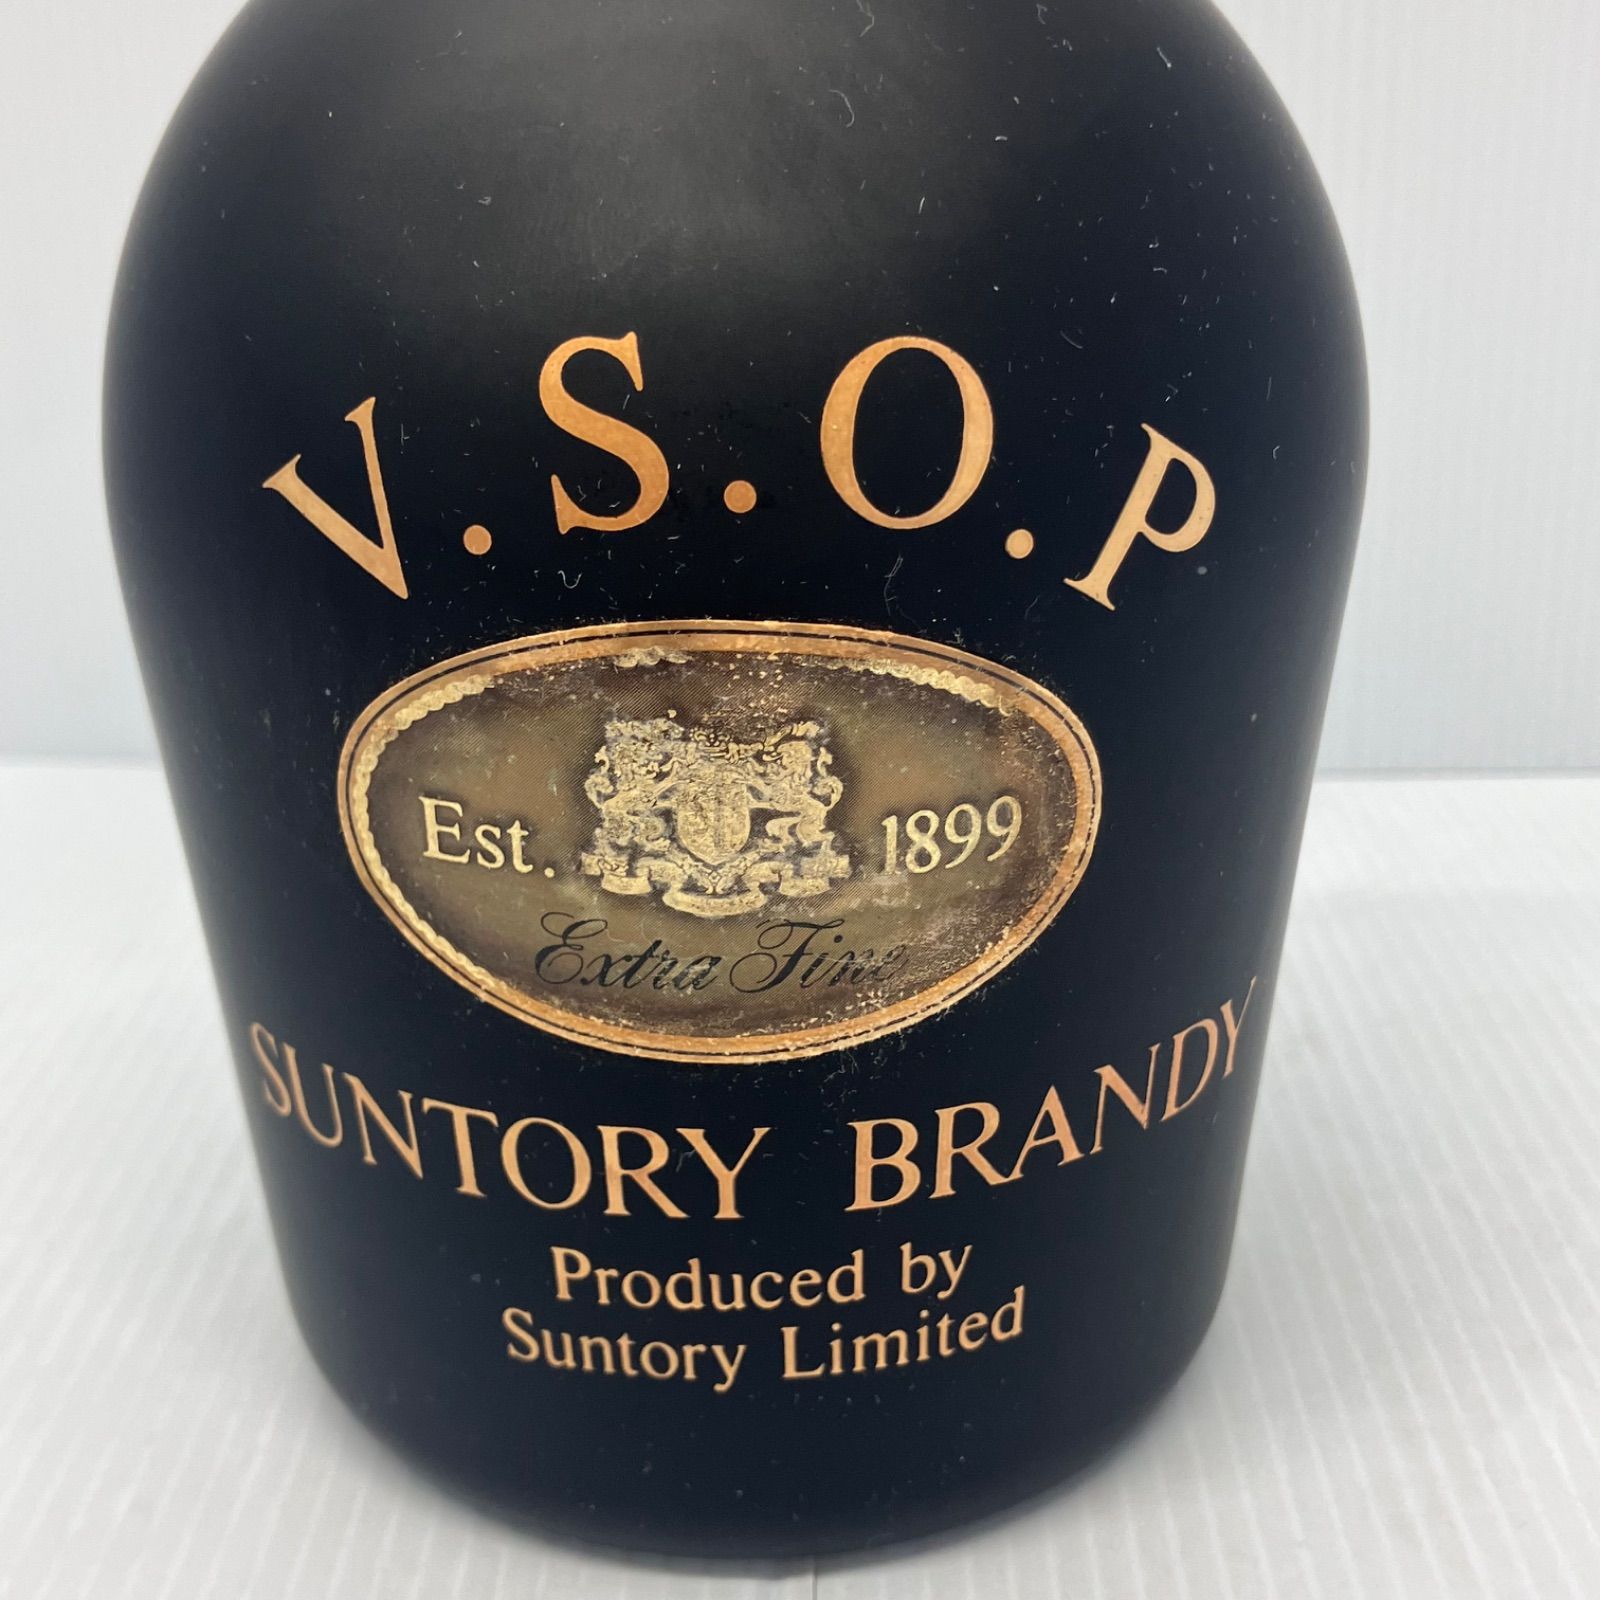 V.S.O.P
Est. 1899
Extra Fine
SUNTORY BRANDY
Produced by
Suntory Limited